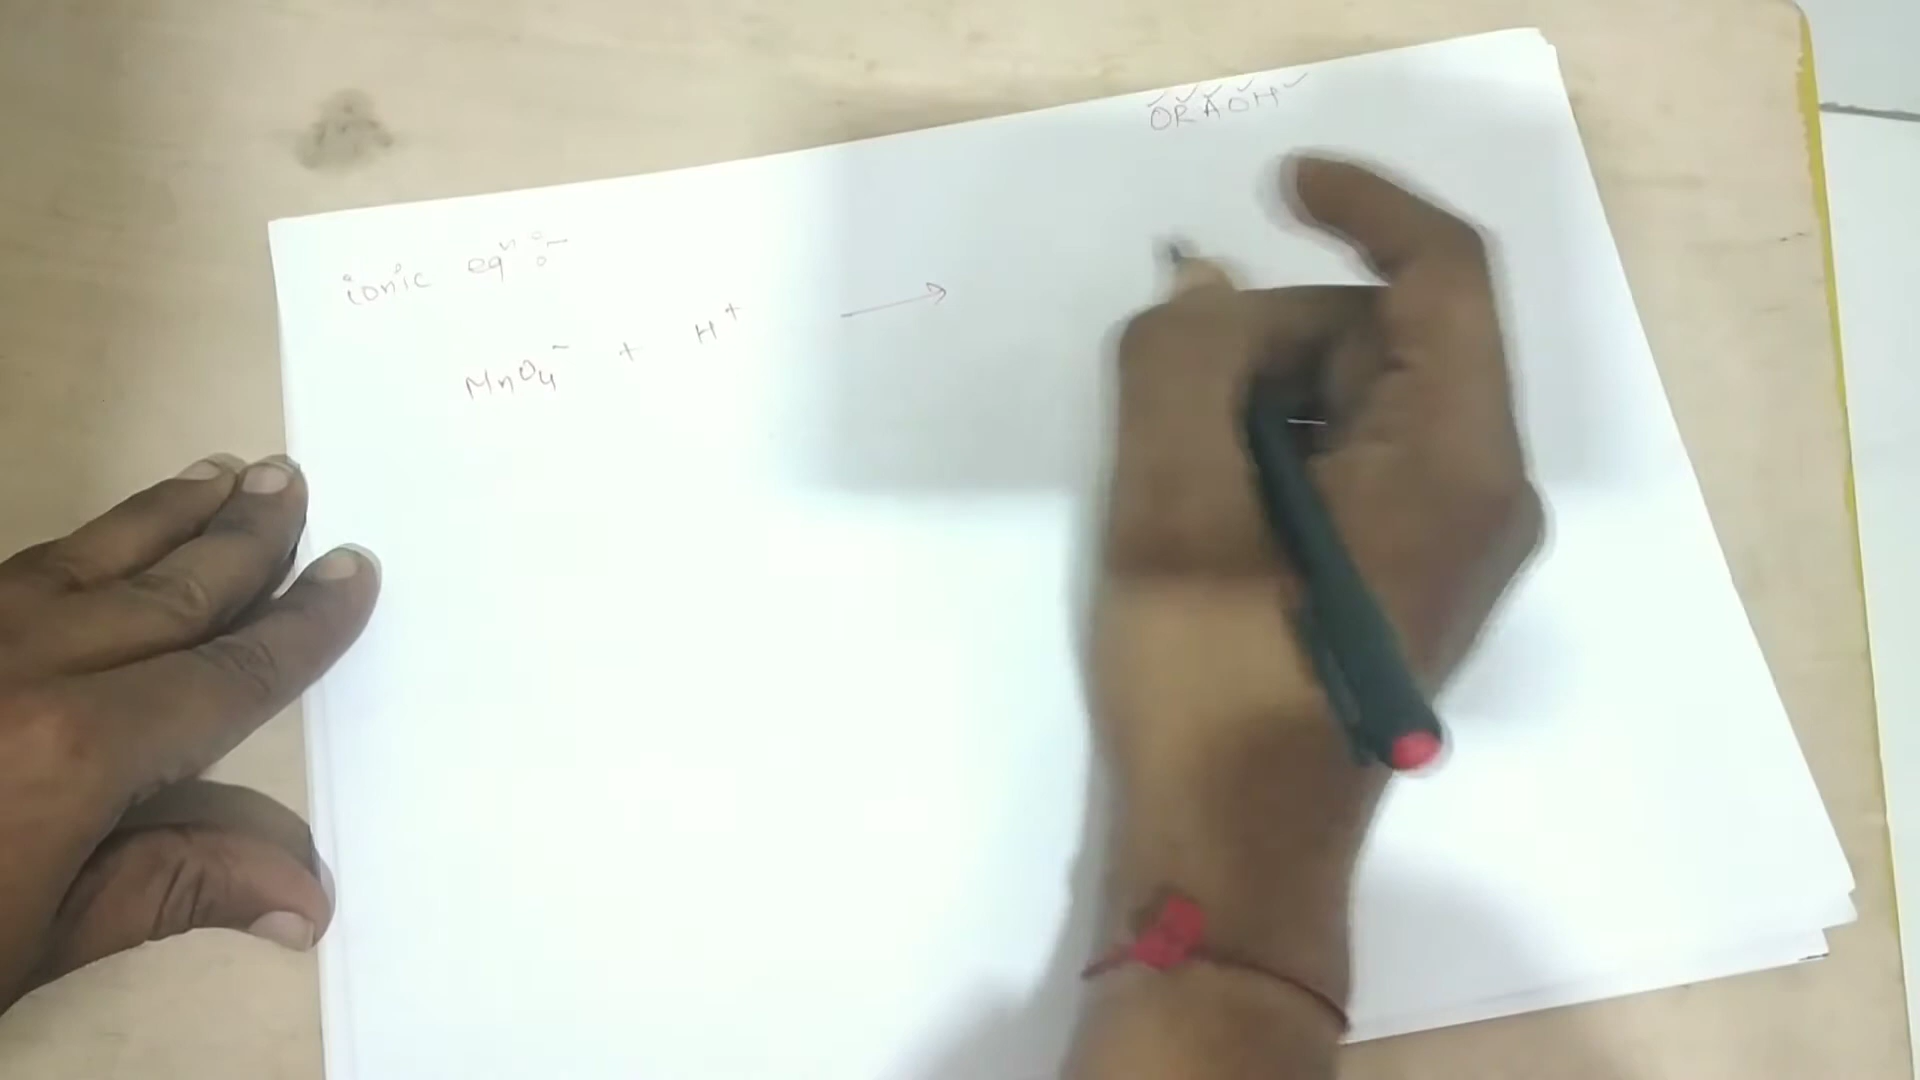 ORAOH
ionic eqⁿ :-
MnO₄⁻ + H⁺ →